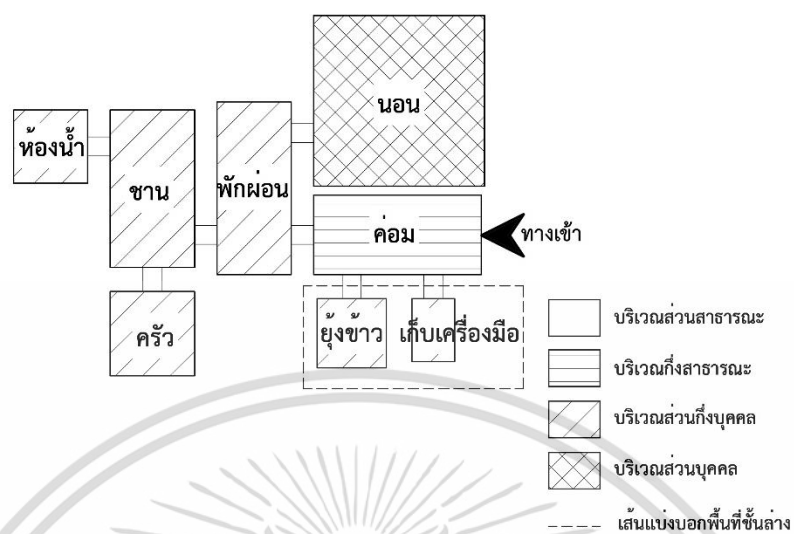 นอน
ห้องน้ำ
ชาน
พักผ่อน
ค่อม
ทางเข้า
ครัว
ยุ้งข้าว
เก็บเครื่องมือ
บริเวณส่วนสาธารณะ
บริเวณกึ่งสาธารณะ
บริเวณส่วนกึ่งบุคคล
บริเวณส่วนบุคคล
เส้นแบ่งบอกพื้นที่ชั้นล่าง